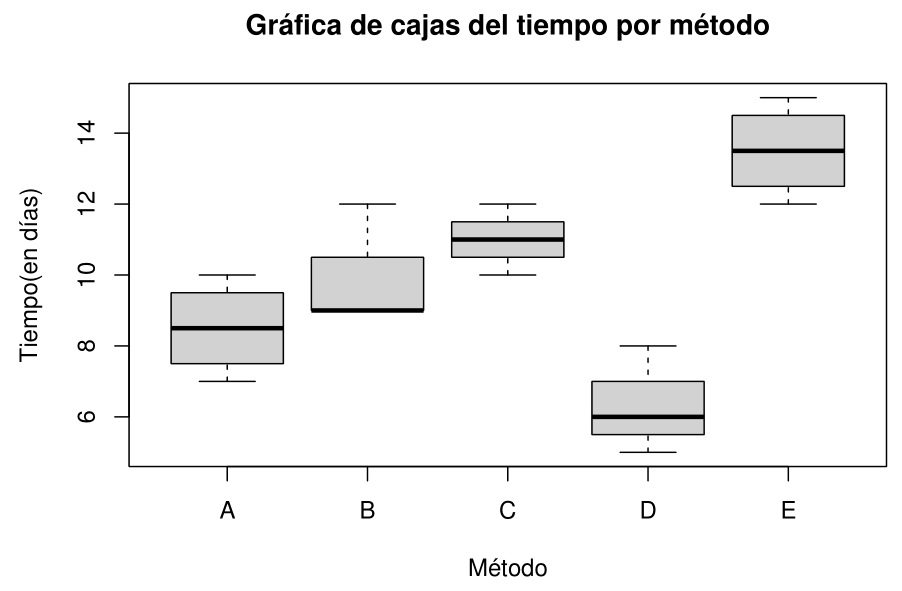 Gráfica de cajas del tiempo por método
Tiempo(en días)
14
12
10
8
6
A B C D E
Método